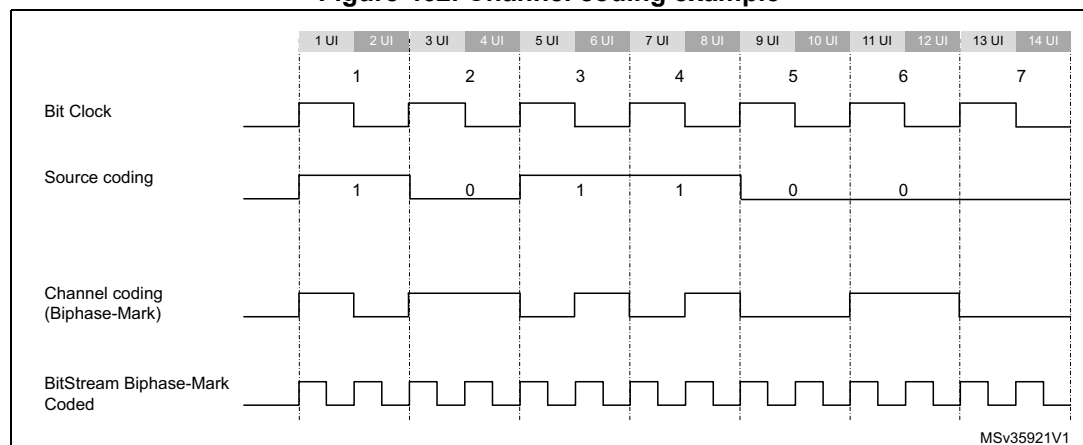 Figure Channel coding example
1 UI 2 UI 3 UI 4 UI 5 UI 6 UI 7 UI 8 UI 9 UI 10 UI 11 UI 12 UI 13 UI 14 UI
1 2 3 4 5 6 7
Bit Clock
Source coding
1 0 1 1 0 0
Channel coding
(Biphase-Mark)
BitStream Biphase-Mark
Coded
MSv35921V1